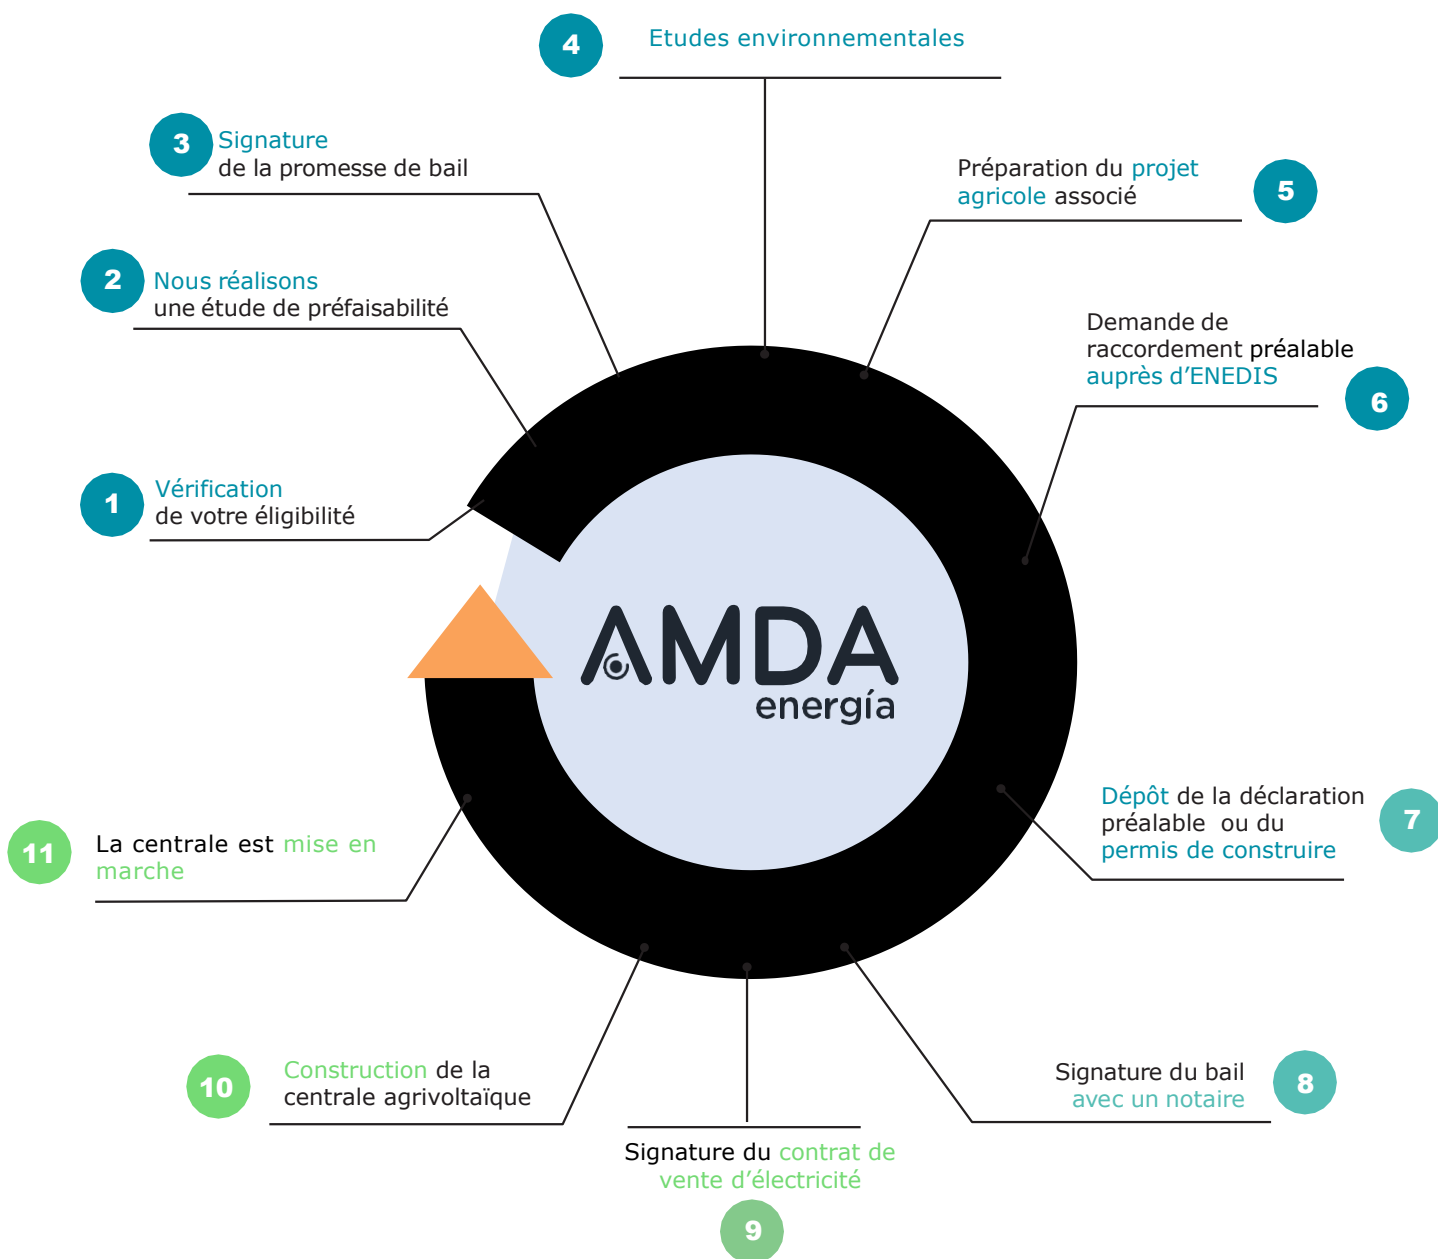 4
Etudes environnementales
3
Signature
de la promesse de bail
Préparation du projet
agricole associé
5
2
Nous réalisons
une étude de préfaisabilité
Demande de
raccordement préalable
auprès d’ENEDIS
6
1
Vérification
de votre éligibilité
AMDA
energía
Dépôt de la déclaration
préalable ou du
permis de construire
7
11
La centrale est mise en
marche
10
Construction de la
centrale agrivoltaïque
Signature du bail
avec un notaire
8
Signature du contrat de
vente d’électricité
9